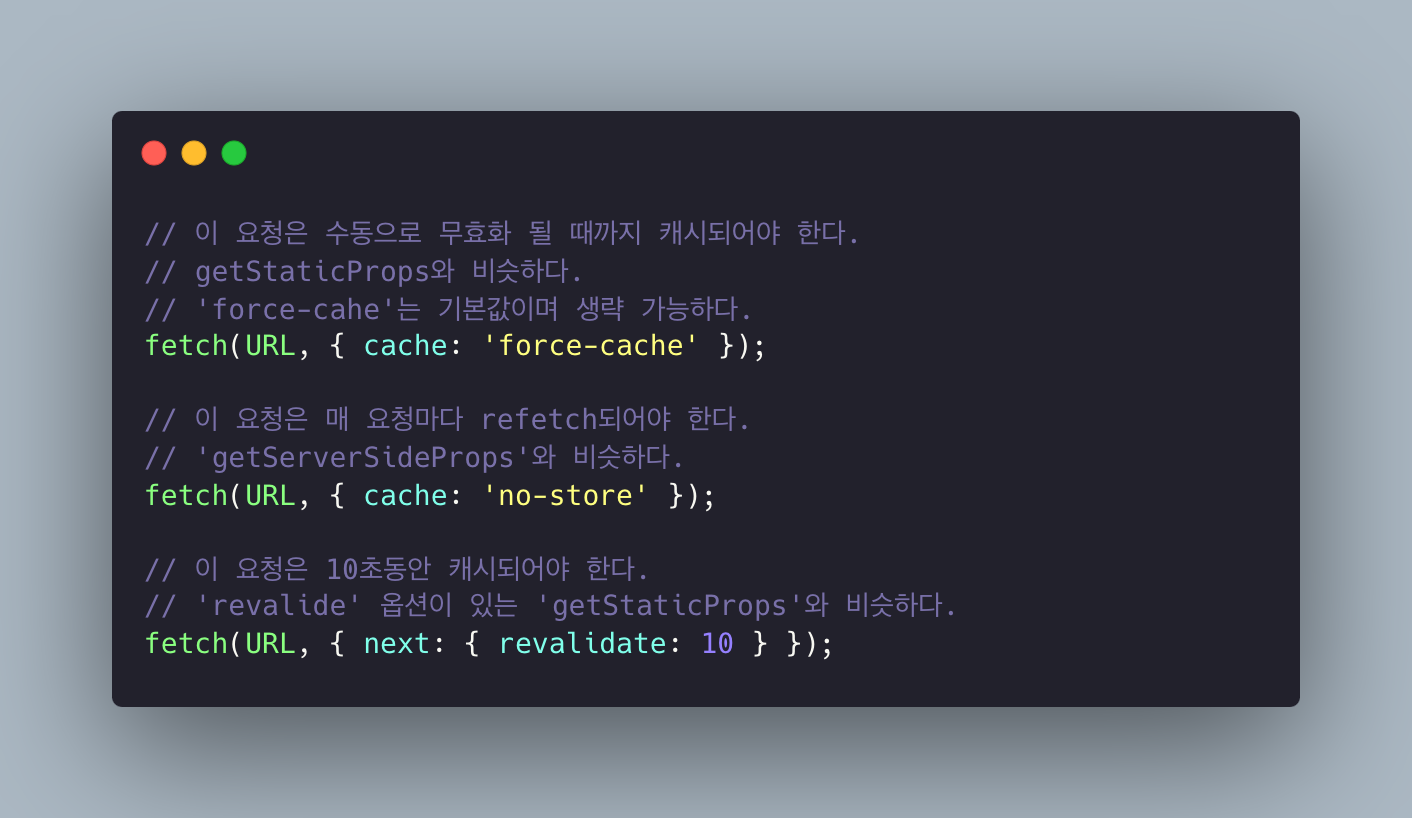 // 이 요청은 수동으로 무효화 될 때까지 캐시되어야 한다.
// getStaticProps와 비슷하다.
// 'force-cahe'는 기본값이며 생략 가능하다.
fetch(URL, { cache: 'force-cache' });
// 이 요청은 매 요청마다 refetch되어야 한다.
// 'getServerSideProps'와 비슷하다.
fetch(URL, { cache: 'no-store' });
// 이 요청은 10초동안 캐시되어야 한다.
// 'revalide' 옵션이 있는 'getStaticProps'와 비슷하다.
fetch(URL, { next: { revalidate: 10 } });